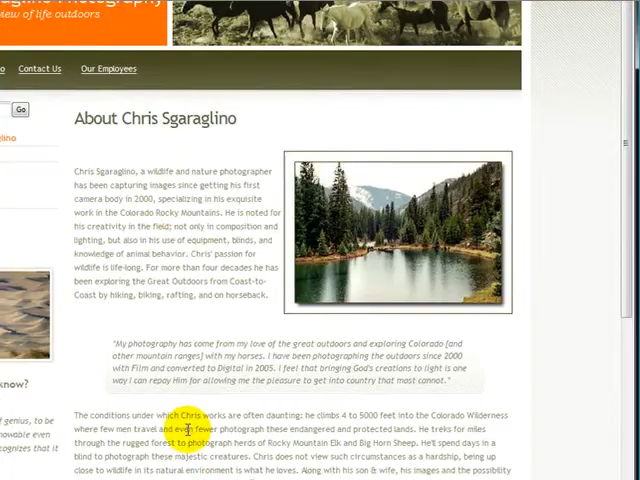 Photography
view of life outdoors
Contact Us
Our Employees
Go
About Chris Sgaraglino
Chris Sgaraglino, a wildlife and nature photographer
has been capturing images since getting his first
camera body in 2000, specializing in his exquisite
work in the Colorado Rocky Mountains. He is noted for
his creativity in the field; not only in composition and
lighting, but also in his use of equipment, blinds, and
knowledge of animal behavior. Chris' passion for
wildlife is life-long. For more than four decades he has
been exploring the Great Outdoors from Coast-to-
Coast by hiking, biking, rafting, and on horseback.
"My photography has come from my love of the great outdoors and exploring Colorado [and
other mountain ranges] with my horses. I have been photographing the outdoors since 2000
with Film and converted to Digital in 2005. I feel that bringing God's creations to light is one
way I can repay Him for allowing me the pleasure to get into country that most cannot."
know?
of genius, to be
nowable even
ecognizes that it
The conditions under which Chris works are often daunting: he climbs 4 to 5000 feet into the Colorado Wilderness
where few men travel and even fewer photograph these endangered and protected lands. He treks for miles
through the rugged forest to photograph herds of Rocky Mountain Elk and Big Horn Sheep. He'll spend days in a
blind to photograph these majestic creatures. Chris does not view such circumstances as a hardship, being up
close to wildlife in its natural environment is what he loves. Along with his son & wife, his images and the possibility